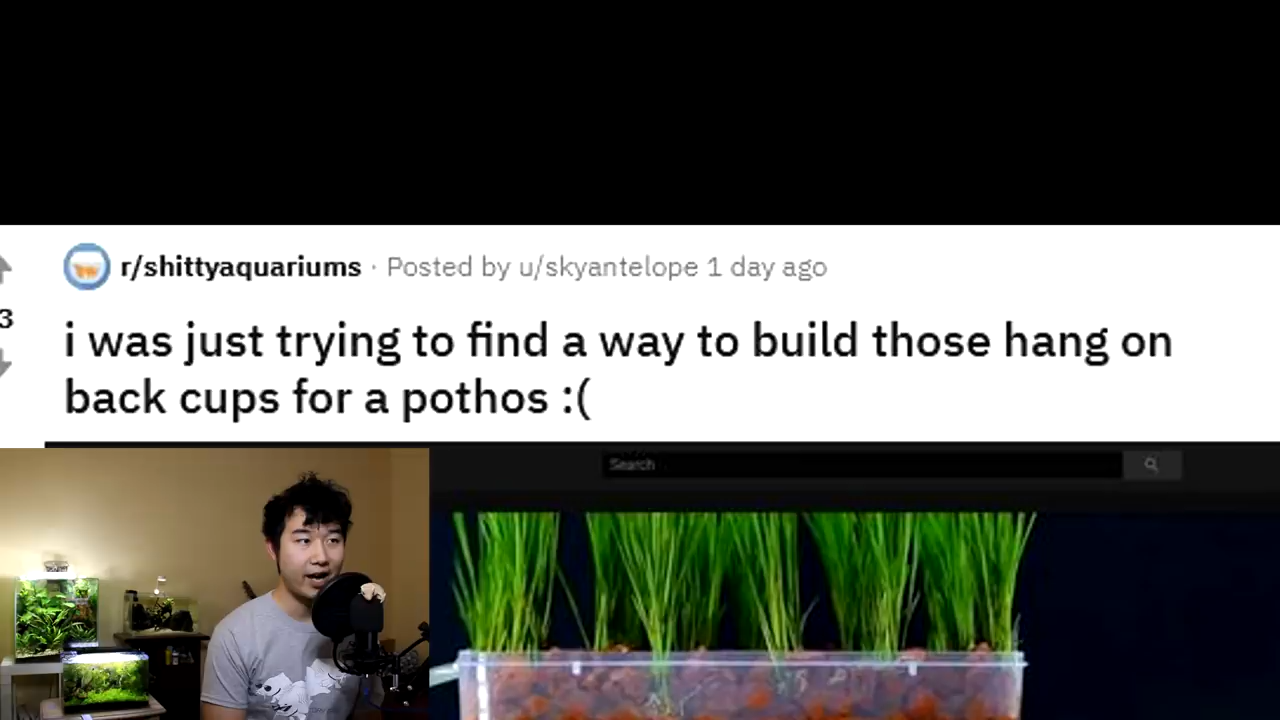 r/shittyaquariums · Posted by u/skyantelope 1 day ago
3
i was just trying to find a way to build those hang on
back cups for a pothos :(
Search